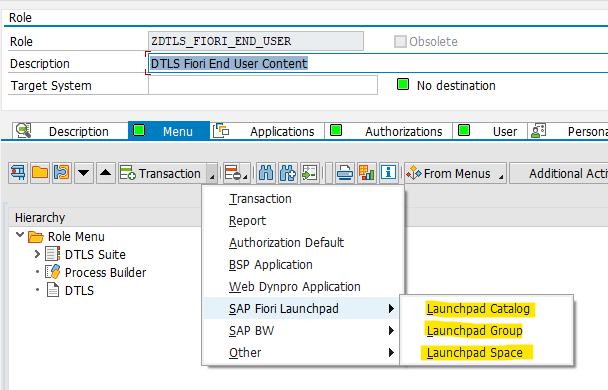 Role
Role ZDTLS_FIORI_END_USER Obsolete
Description DTLS Fiori End User Content
Target System No destination
Description Menu Applications Authorizations User Persona
Transaction From Menus Additional Acti
Hierarchy
Role Menu
DTLS Suite
Process Builder
DTLS
Transaction
Report
Authorization Default
BSP Application
Web Dynpro Application
SAP Fiori Launchpad
SAP BW
Other
Launchpad Catalog
Launchpad Group
Launchpad Space